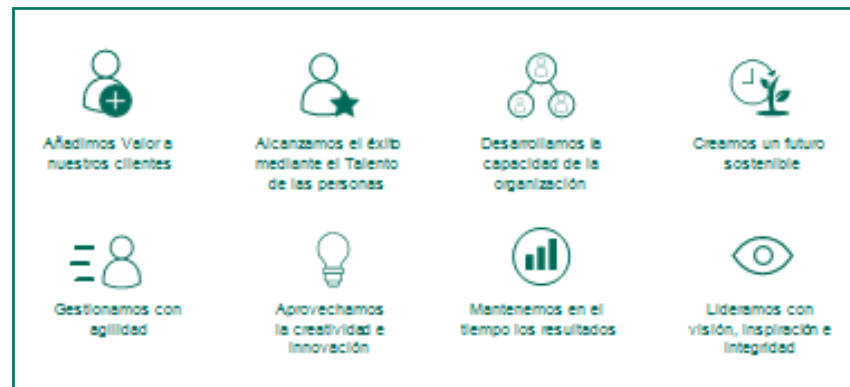 Añadimos Valor a
nuestros clientes
Alcanzamos el éxito
mediante el Talento
de las personas
Desarrollamos la
capacidad de la
organización
Creamos un futuro
sostenible
Gestionamos con
agilidad
Aprovechamos
la creatividad e
innovación
Mantenemos en el
tiempo los resultados
Lideramos con
visión, inspiración e
integridad